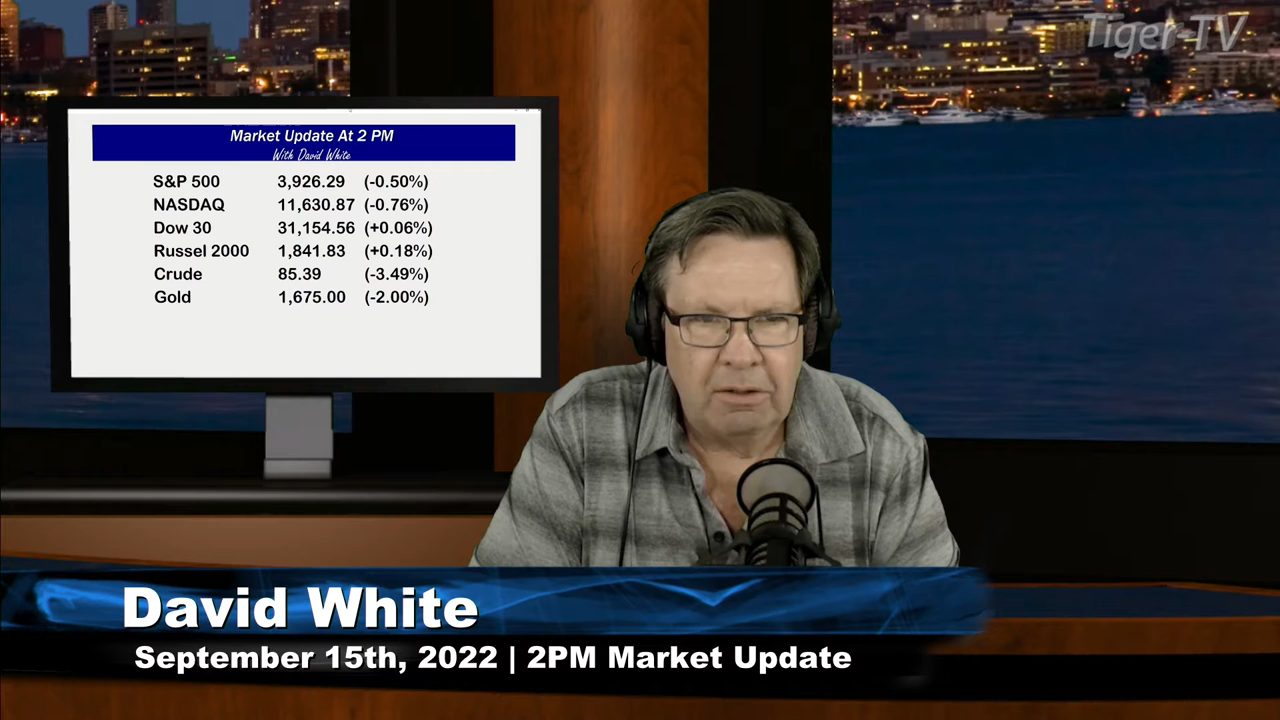 Tiger-TV
Market Update At 2 PM
With David White
S&P 500 3,926.29 (-0.50%)
NASDAQ 11,630.87 (-0.76%)
Dow 30 31,154.56 (+0.06%)
Russel 2000 1,841.83 (+0.18%)
Crude 85.39 (-3.49%)
Gold 1,675.00 (-2.00%)
David White
September 15th, 2022 | 2PM Market Update